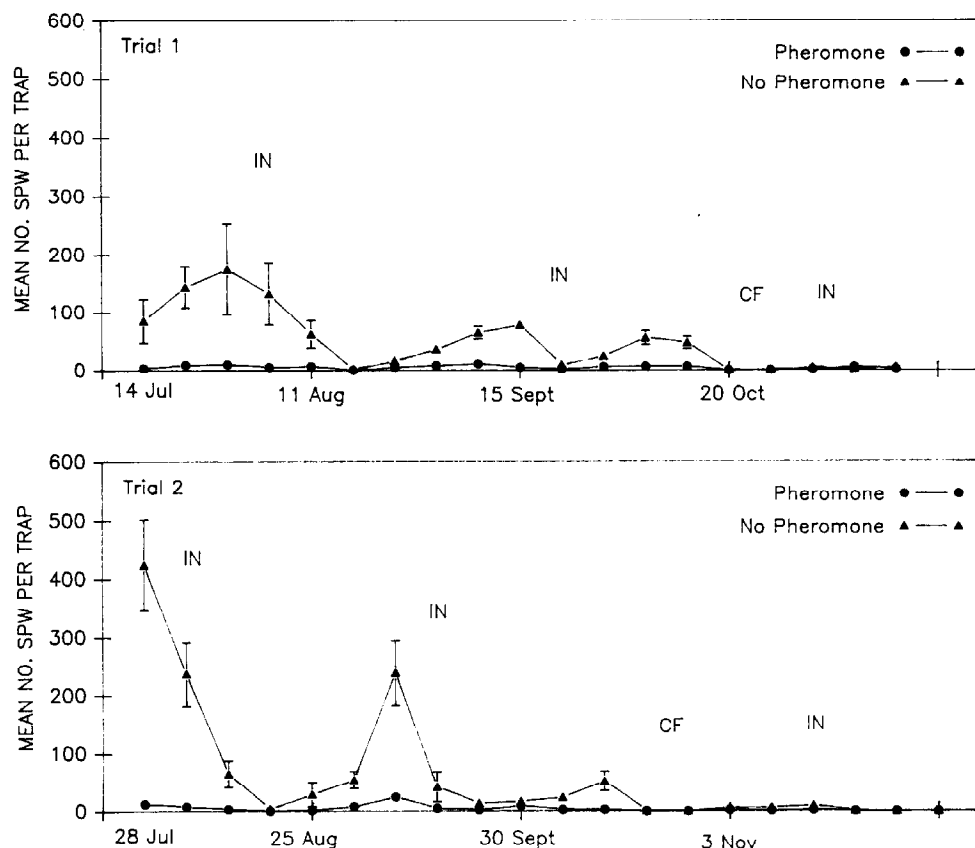 600
Trial 1
Pheromone
No Pheromone
500
400
IN
300
200
IN
CF
IN
100
0
14 Jul
11 Aug
15 Sept
20 Oct
MEAN NO. SPW PER TRAP
600
Trial 2
Pheromone
No Pheromone
500
IN
400
IN
300
200
CF
IN
100
0
28 Jul
25 Aug
30 Sept
3 Nov
MEAN NO. SPW PER TRAP